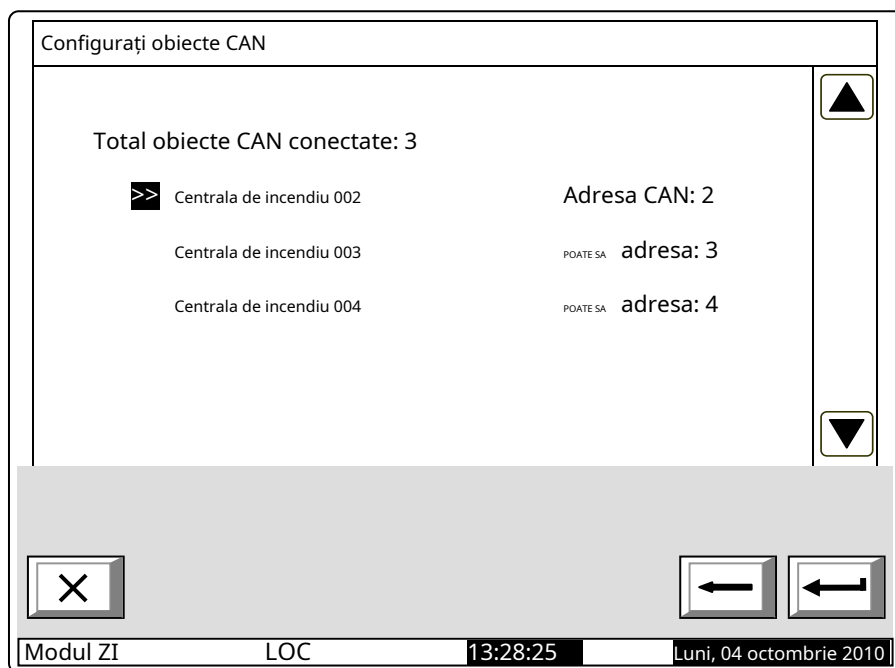 Configurați obiecte CAN
Total obiecte CAN conectate: 3
>> Centrala de incendiu 002 Adresa CAN: 2
Centrala de incendiu 003 POATE SA adresa: 3
Centrala de incendiu 004 POATE SA adresa: 4
Modul ZI LOC 13:28:25 Luni, 04 octombrie 2010